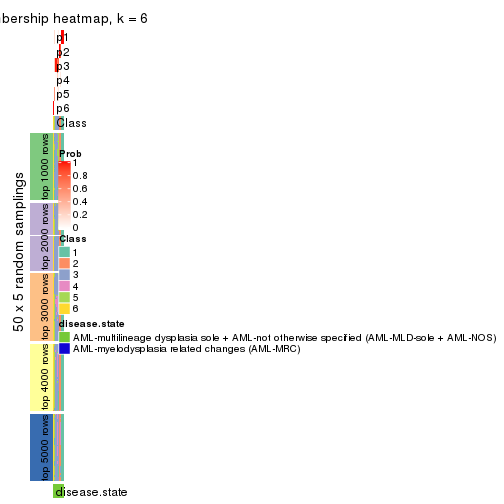 bership heatmap, k = 6
p1
p2
p3
p4
p5
p6
Class
50 x 5 random samplings
top 1000 rows
top 2000 rows
top 3000 rows
top 4000 rows
top 5000 rows
Prob
1
0.8
0.6
0.4
0.2
0
Class
1
2
3
4
5
6
disease.state
AML-multilineage dysplasia sole + AML-not otherwise specified (AML-MLD-sole + AML-NOS)
AML-myelodysplasia related changes (AML-MRC)
disease.state